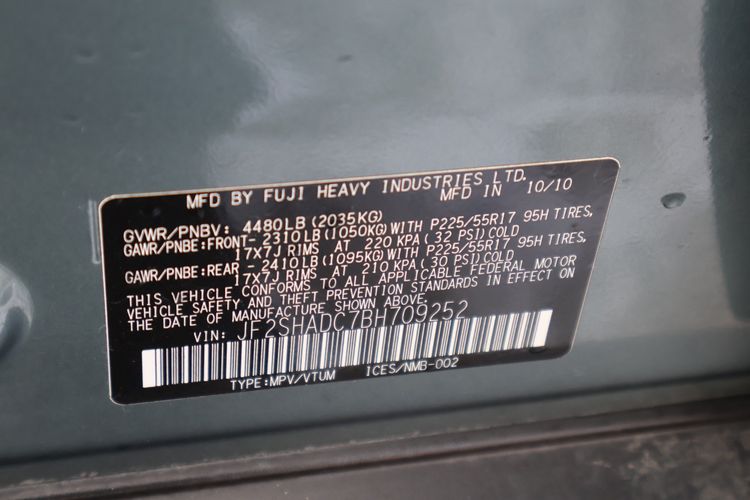 MFD BY FUJI HEAVY INDUSTRIES LTD.
MFD IN 10/10
GVWR/PNBV: 4480LB(2035KG)
GAWR/PNBE:FRONT- 2310LB(1050KG)WITH P225/55R17 95H TIRES,
17X7J RIMS AT 220 KPA( 32 PSI)COLD
GAWR/PNBE:REAR - 2410LB(1095KG)WITH P225/55R17 95H TIRES,
17X7J RIMS AT 210 KPA( 30 PSI)COLD
THIS VEHICLE CONFORMS TO ALL APPLICABLE FEDERAL MOTOR
VEHICLE SAFETY AND THEFT PREVENTION STANDARDS IN EFFECT ON
THE DATE OF MANUFACTURE SHOWN ABOVE.
VIN: JF2SHADC7BH709252
TYPE:MPV/VTUM ICES/NMB-002